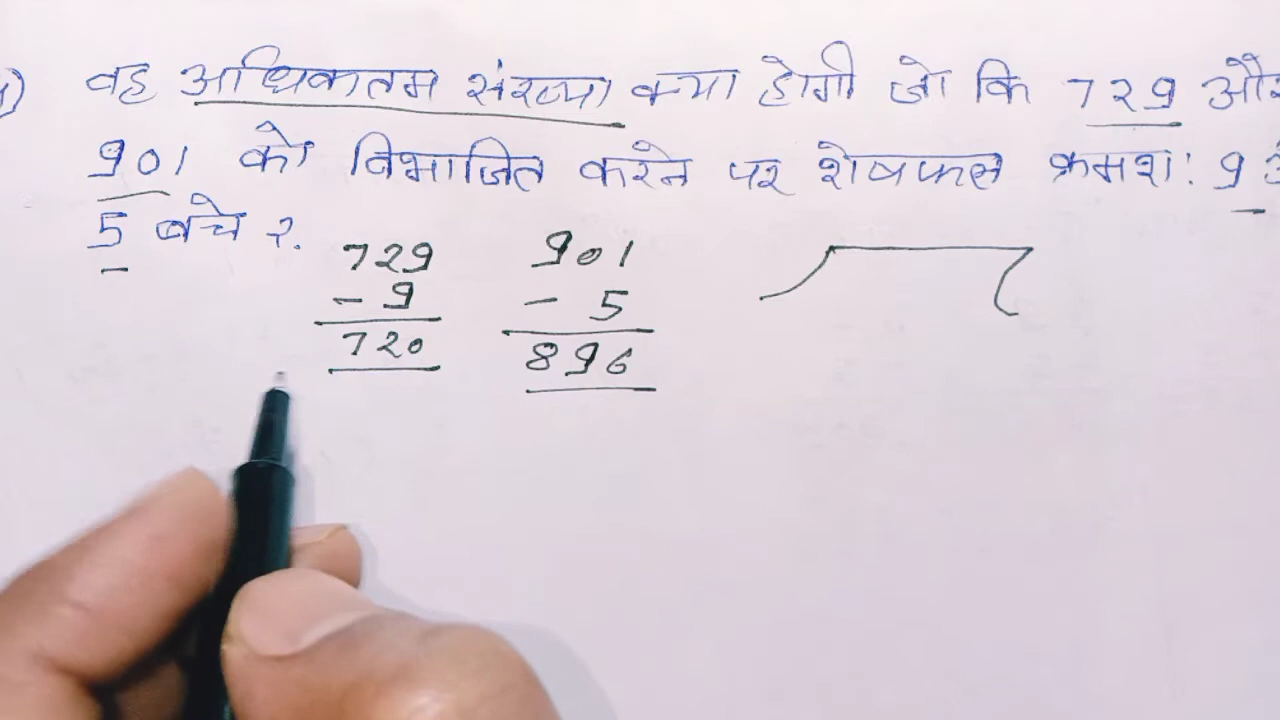 वह अधिकतम संख्या क्या होगी जो कि 729 और
901 को विभाजित करने पर शेषफल क्रमश: 9
5 बचे ?.
729 901
- 9 - 5
720 896